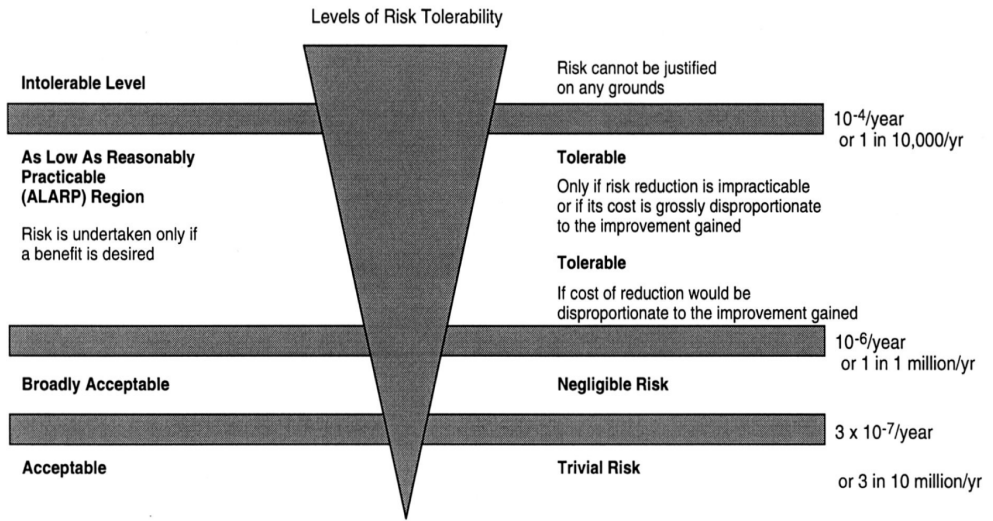 Levels of Risk Tolerability
Intolerable Level
Risk cannot be justified
on any grounds
10-4/year
or 1 in 10,000/yr
As Low As Reasonably
Practicable
(ALARP) Region
Risk is undertaken only if
a benefit is desired
Tolerable
Only if risk reduction is impracticable
or if its cost is grossly disproportionate
to the improvement gained
Tolerable
If cost of reduction would be
disproportionate to the improvement gained
10-6/year
or 1 in 1 million/yr
Broadly Acceptable
Negligible Risk
3 x 10-7/year
Acceptable
Trivial Risk
or 3 in 10 million/yr